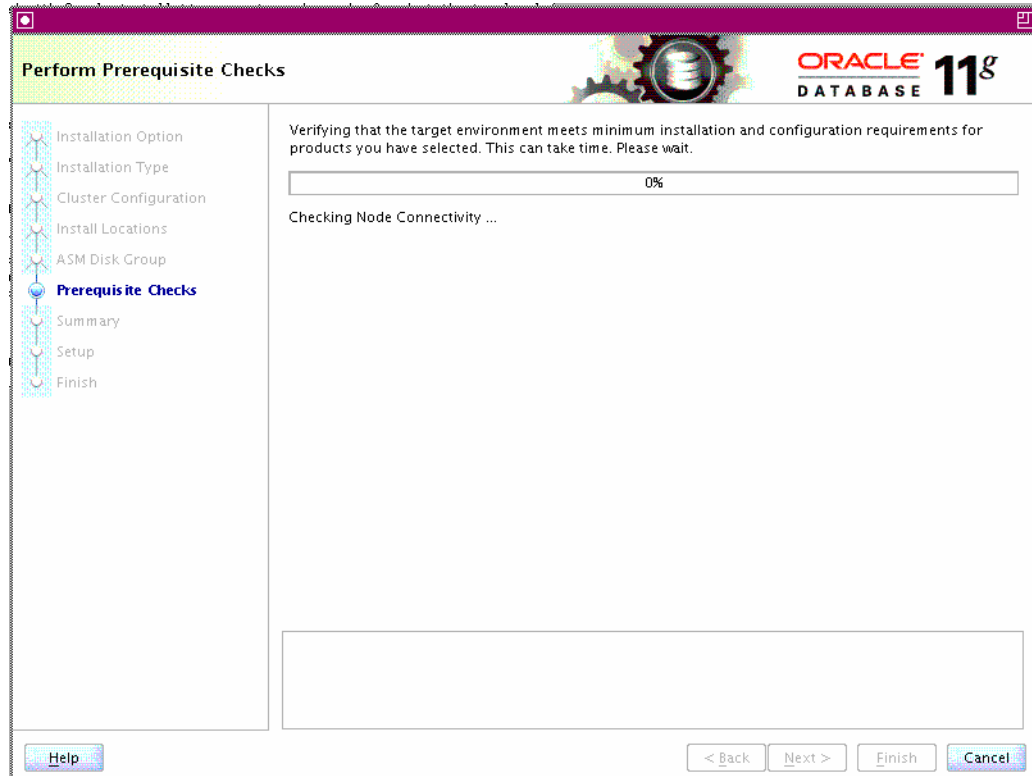 Perform Prerequisite Checks
ORACLE
DATABASE
11g
Installation Option
Installation Type
Cluster Configuration
Install Locations
ASM Disk Group
Prerequisite Checks
Summary
Setup
Finish
Verifying that the target environment meets minimum installation and configuration requirements for
products you have selected. This can take time. Please wait.
0%
Checking Node Connectivity ...
Help
< Back
Next >
Finish
Cancel